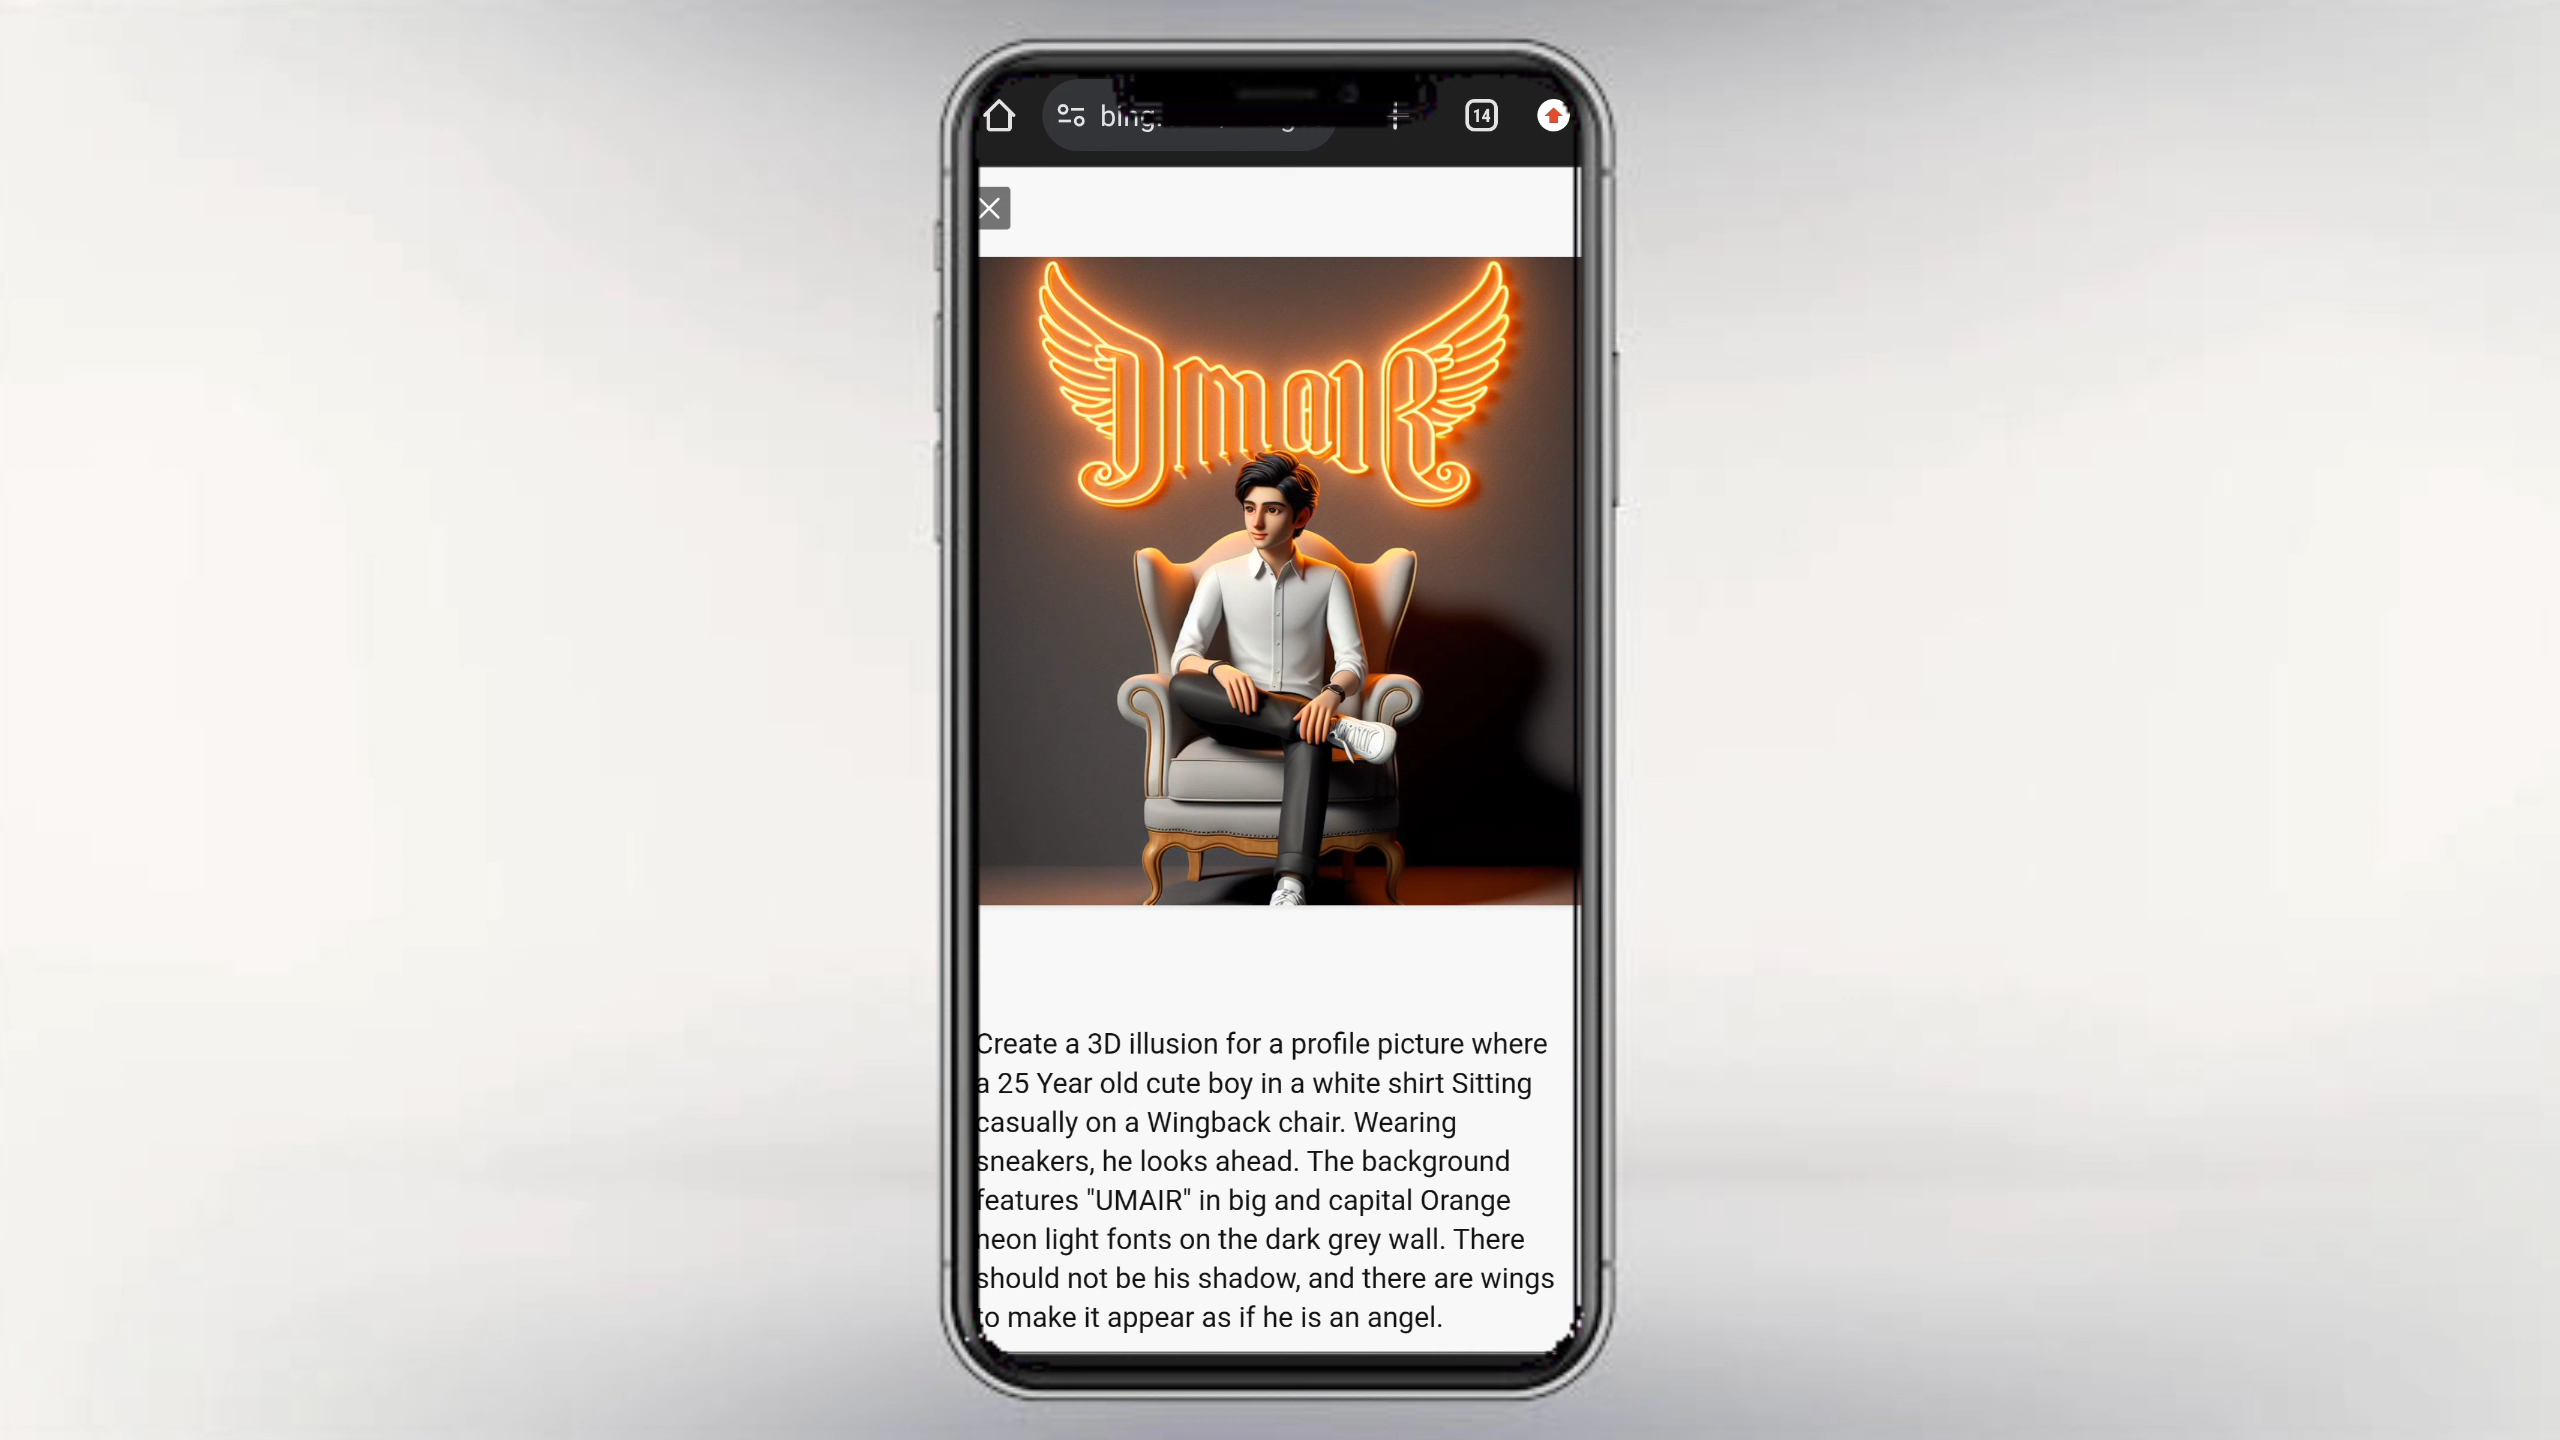 bing.
14
DmaiR
Create a 3D illusion for a profile picture where
a 25 Year old cute boy in a white shirt Sitting
casually on a Wingback chair. Wearing
sneakers, he looks ahead. The background
features "UMAIR" in big and capital Orange
neon light fonts on the dark grey wall. There
should not be his shadow, and there are wings
to make it appear as if he is an angel.